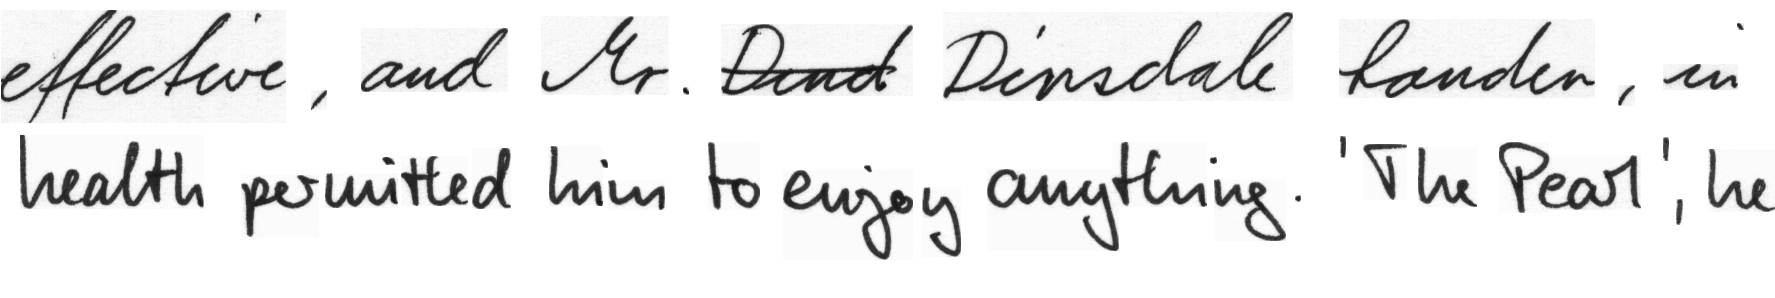 effective, and Mr. Dinsdale Landen, in
health permitted him to enjoy anything. 'The Pearl', he